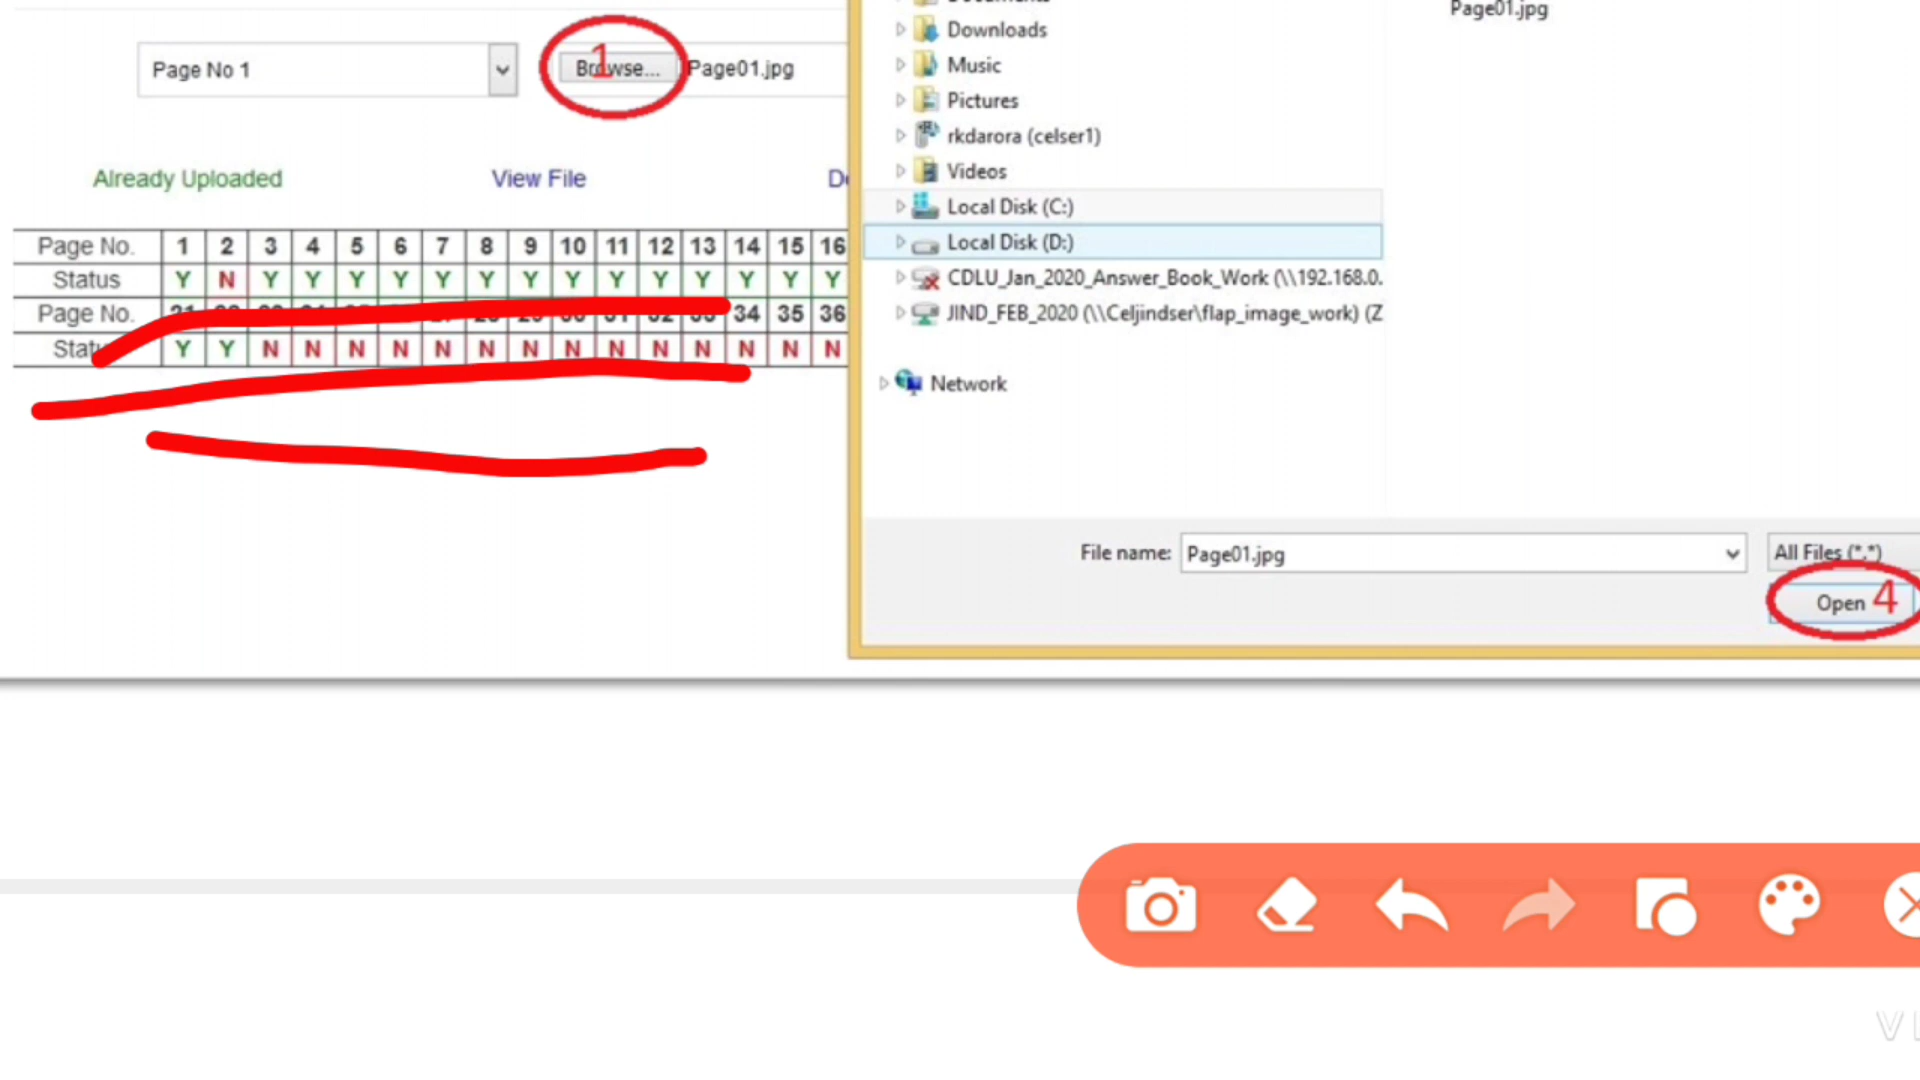 Page No 1
1
Browse...
Page01.jpg
Already Uploaded
View File
Page No. 1 2 3 4 5 6 7 8 9 10 11 12 13 14 15 16
Status Y N Y Y Y Y Y Y Y Y Y Y Y Y Y Y
Page No. 34 35 36
Y Y N N N N N N N N N N N N N N
Downloads
Music
Pictures
rkdarora (celser1)
Videos
Local Disk (C:)
Local Disk (D:)
CDLU_Jan_2020_Answer_Book_Work (\\192.168.0.
JIND_FEB_2020 (\\Celjindser\flap_image_work) (Z
Network
Page01.jpg
File name: Page01.jpg
All Files (*.*)
Open 4